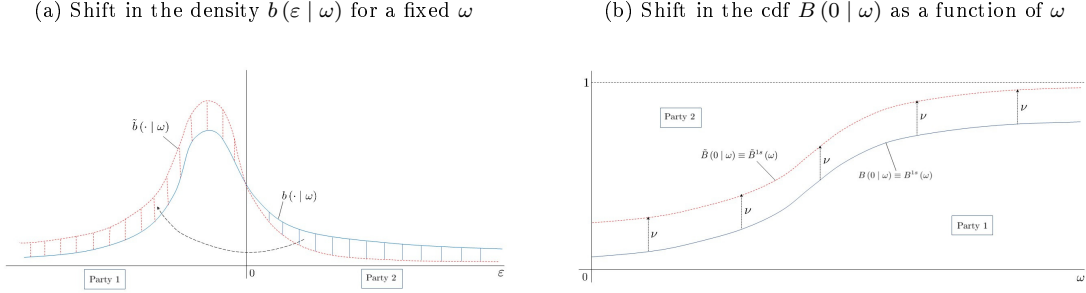 (a) Shift in the density b (ε | ω) for a fixed ω
b̃ (· | ω)
b (· | ω)
0
ε
Party 1
Party 2
(b) Shift in the cdf B (0 | ω) as a function of ω
1
Party 2
B̃ (0 | ω) ≡ B̃¹ˢ (ω)
B (0 | ω) ≡ B¹ˢ (ω)
ν
ν
ν
ν
ν
Party 1
0
ω